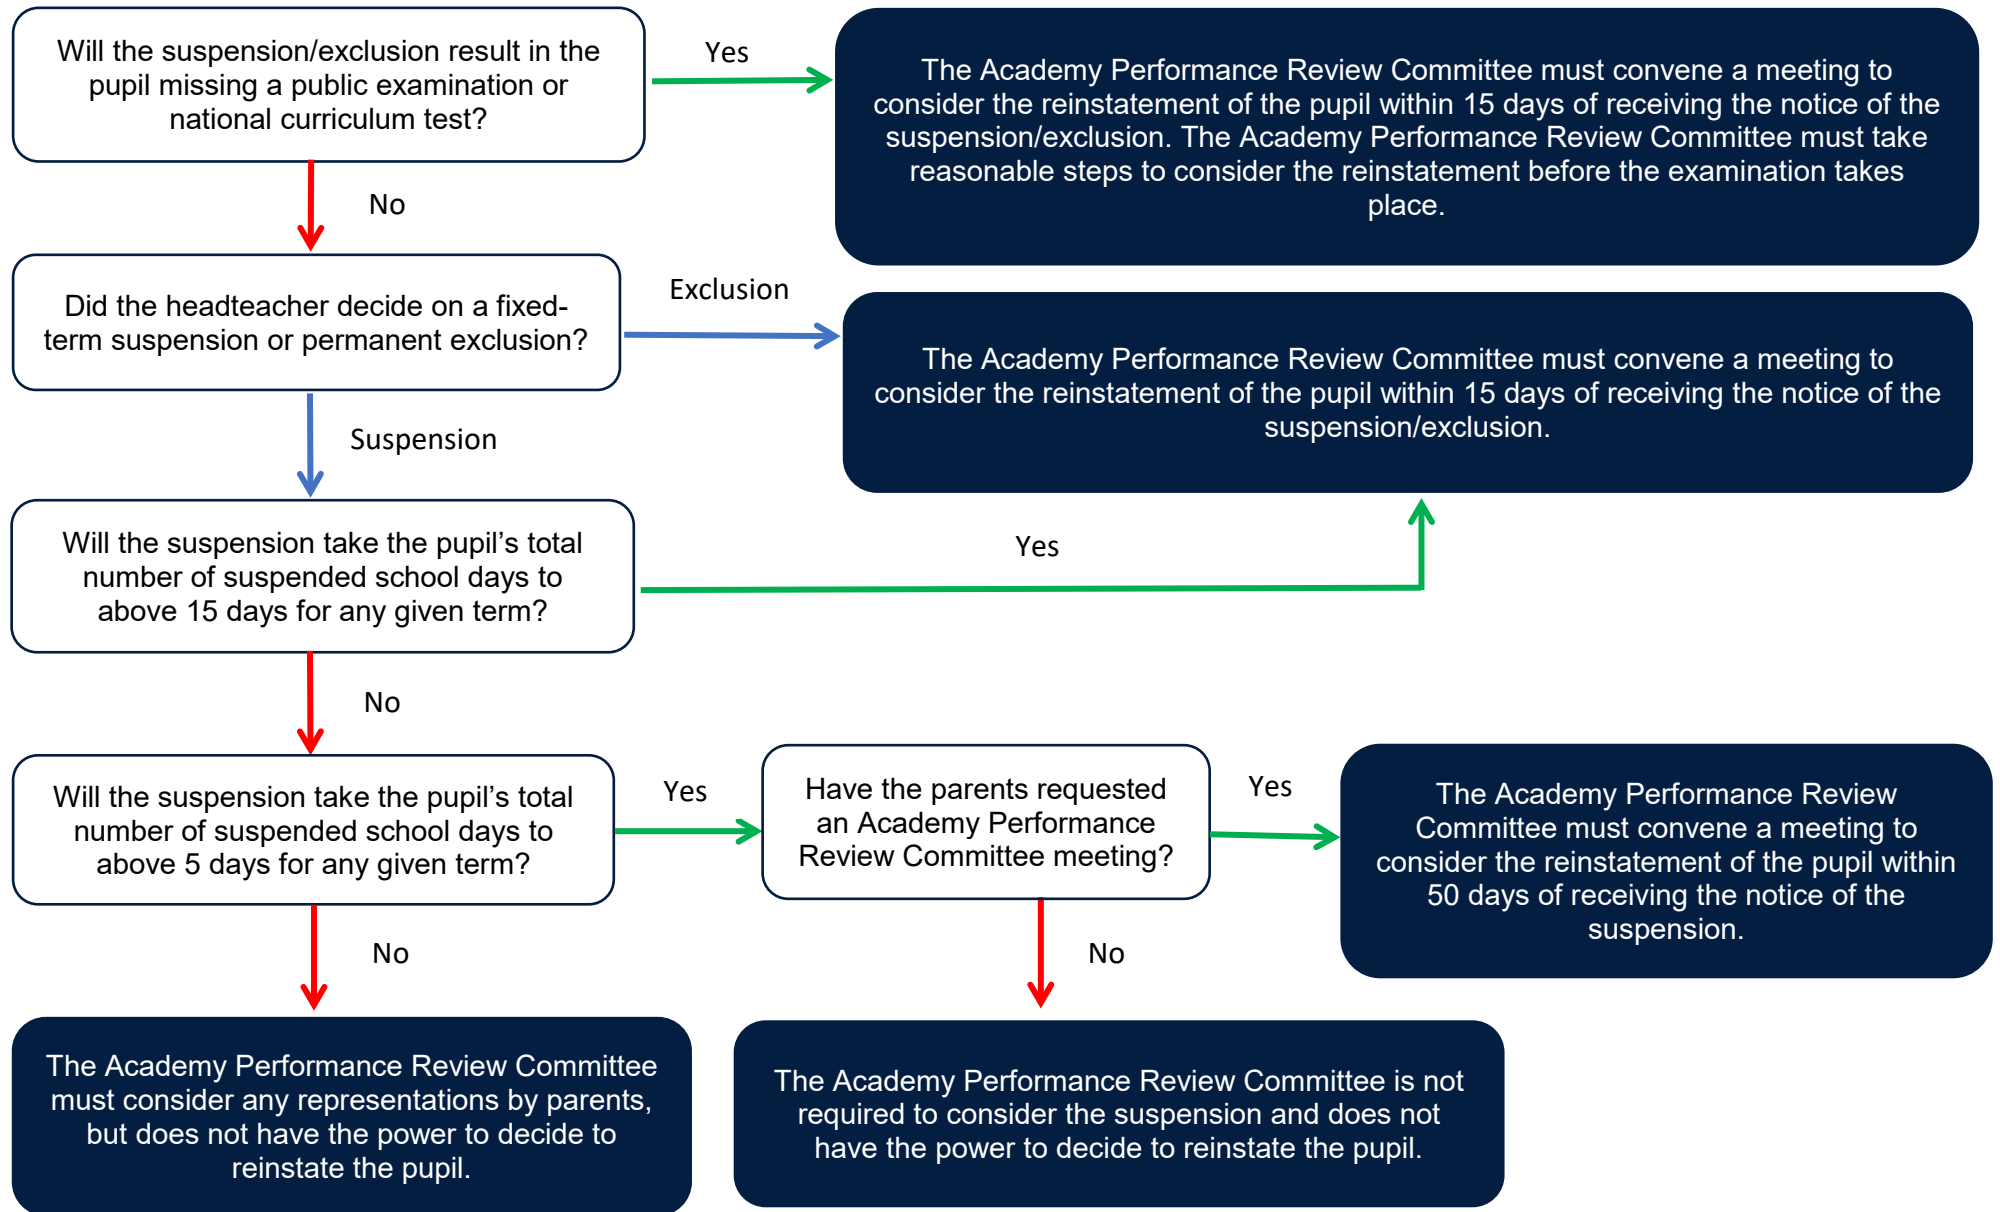 Will the suspension/exclusion result in the
pupil missing a public examination or
national curriculum test?
Yes
The Academy Performance Review Committee must convene a meeting to
consider the reinstatement of the pupil within 15 days of receiving the notice of the
suspension/exclusion. The Academy Performance Review Committee must take
reasonable steps to consider the reinstatement before the examination takes
place.
No
Did the headteacher decide on a fixed-
term suspension or permanent exclusion?
Exclusion
The Academy Performance Review Committee must convene a meeting to
consider the reinstatement of the pupil within 15 days of receiving the notice of the
suspension/exclusion.
Suspension
Will the suspension take the pupil’s total
number of suspended school days to
above 15 days for any given term?
Yes
No
Will the suspension take the pupil’s total
number of suspended school days to
above 5 days for any given term?
Yes
Have the parents requested
an Academy Performance
Review Committee meeting?
Yes
The Academy Performance Review
Committee must convene a meeting to
consider the reinstatement of the pupil within
50 days of receiving the notice of the
suspension.
No
No
The Academy Performance Review Committee
must consider any representations by parents,
but does not have the power to decide to
reinstate the pupil.
The Academy Performance Review Committee is not
required to consider the suspension and does not
have the power to decide to reinstate the pupil.